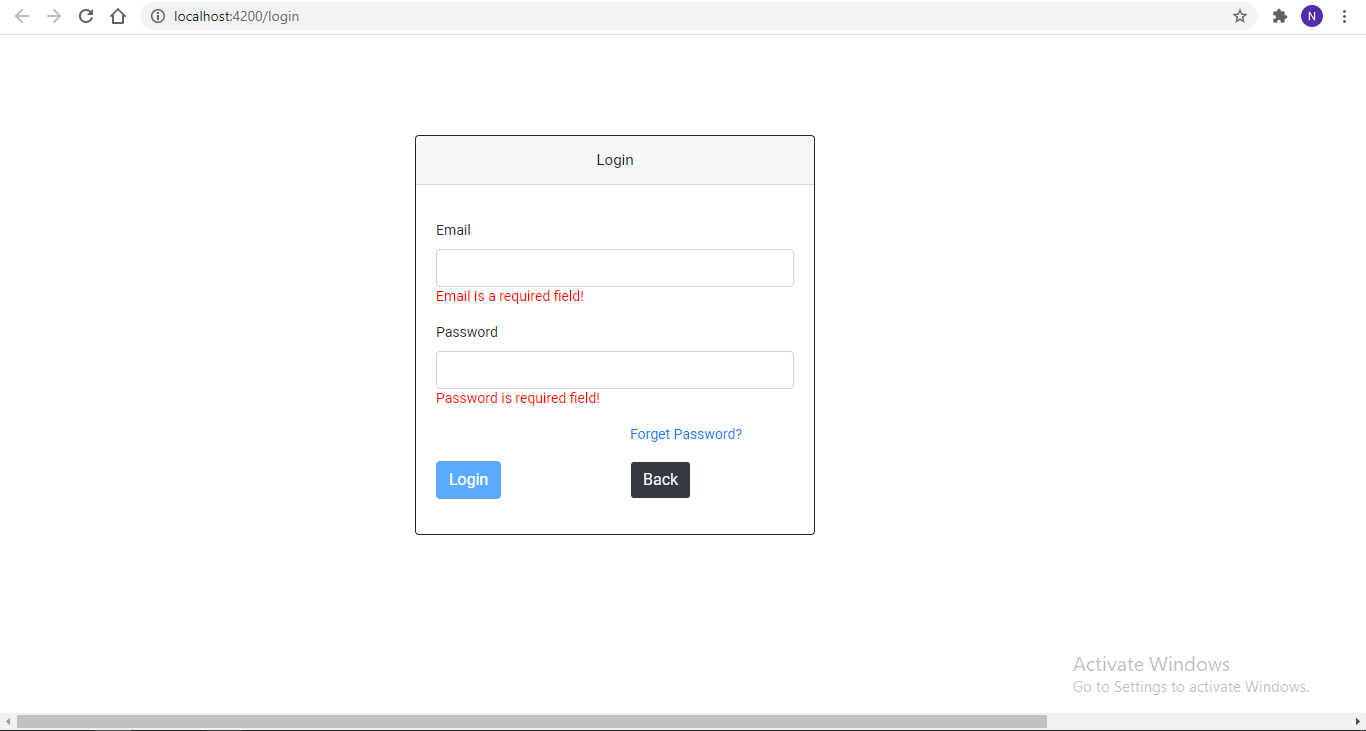 localhost:4200/login
N
Login
Email
Email is a required field!
Password
Password is required field!
Forget Password?
Login Back
Activate Windows
Go to Settings to activate Windows.